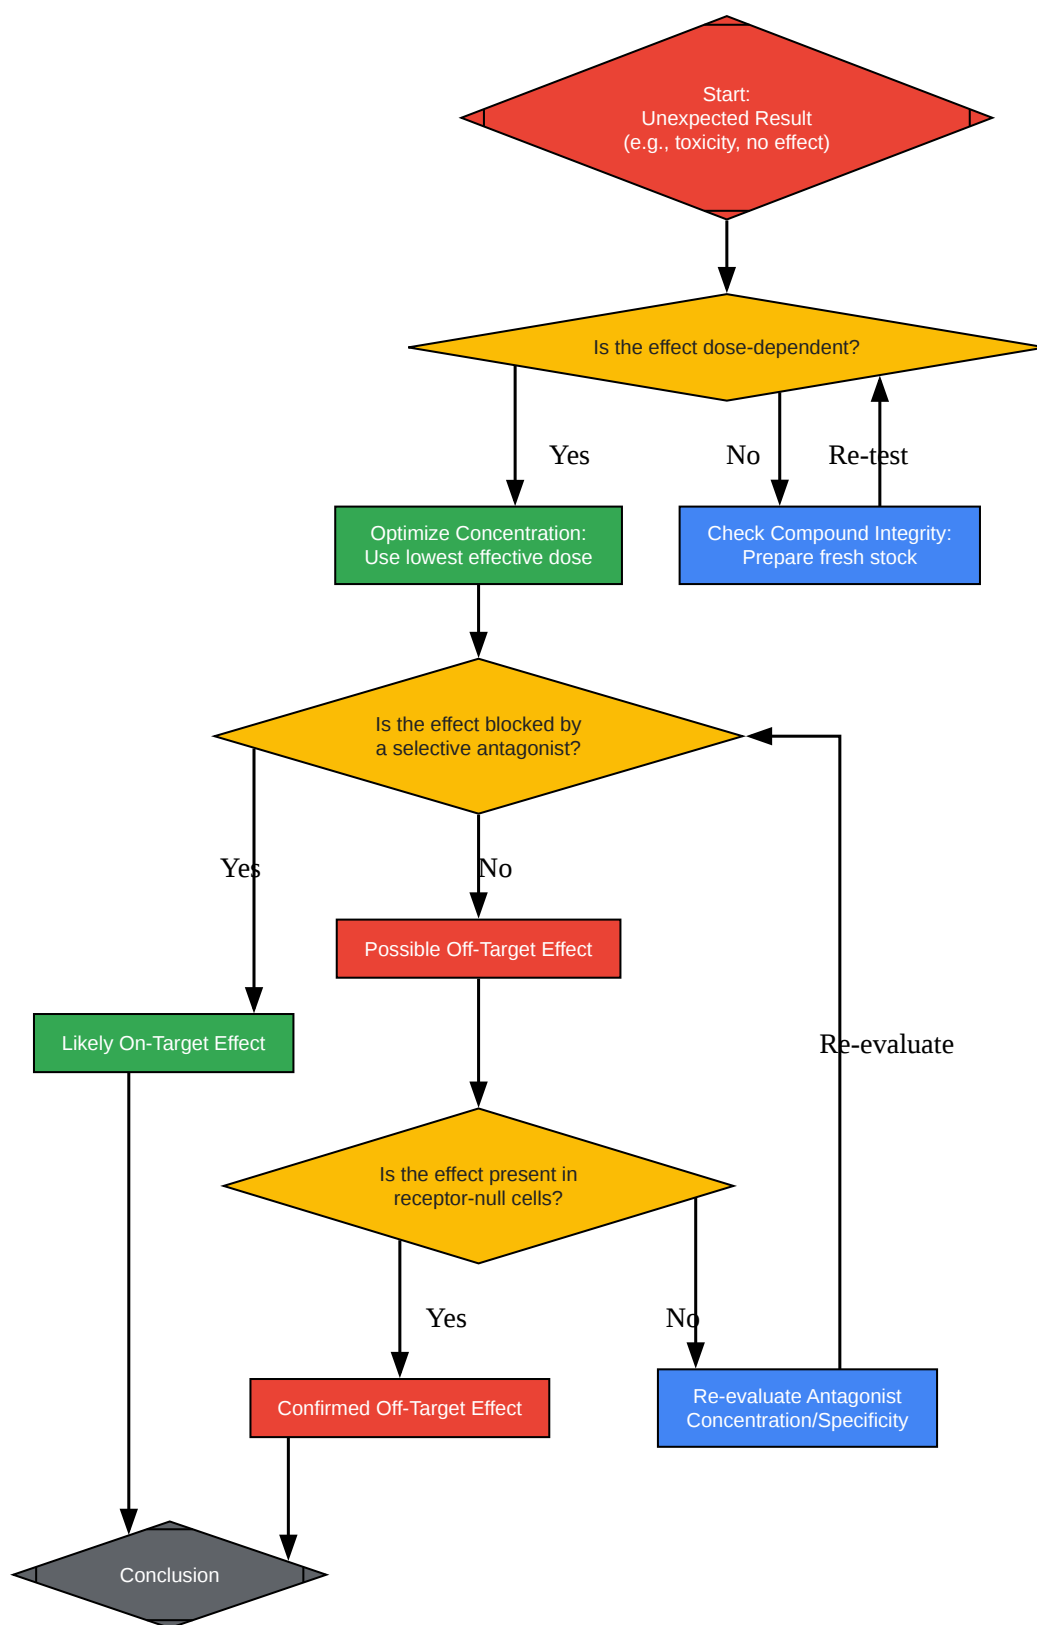 Start:
Unexpected Result
(e.g., toxicity, no effect)
Is the effect dose-dependent?
Yes
No
Re-test
Optimize Concentration:
Use lowest effective dose
Check Compound Integrity:
Prepare fresh stock
Is the effect blocked by
a selective antagonist?
Yes
No
Possible Off-Target Effect
Likely On-Target Effect
Re-evaluate
Is the effect present in
receptor-null cells?
Yes
No
Confirmed Off-Target Effect
Re-evaluate Antagonist
Concentration/Specificity
Conclusion